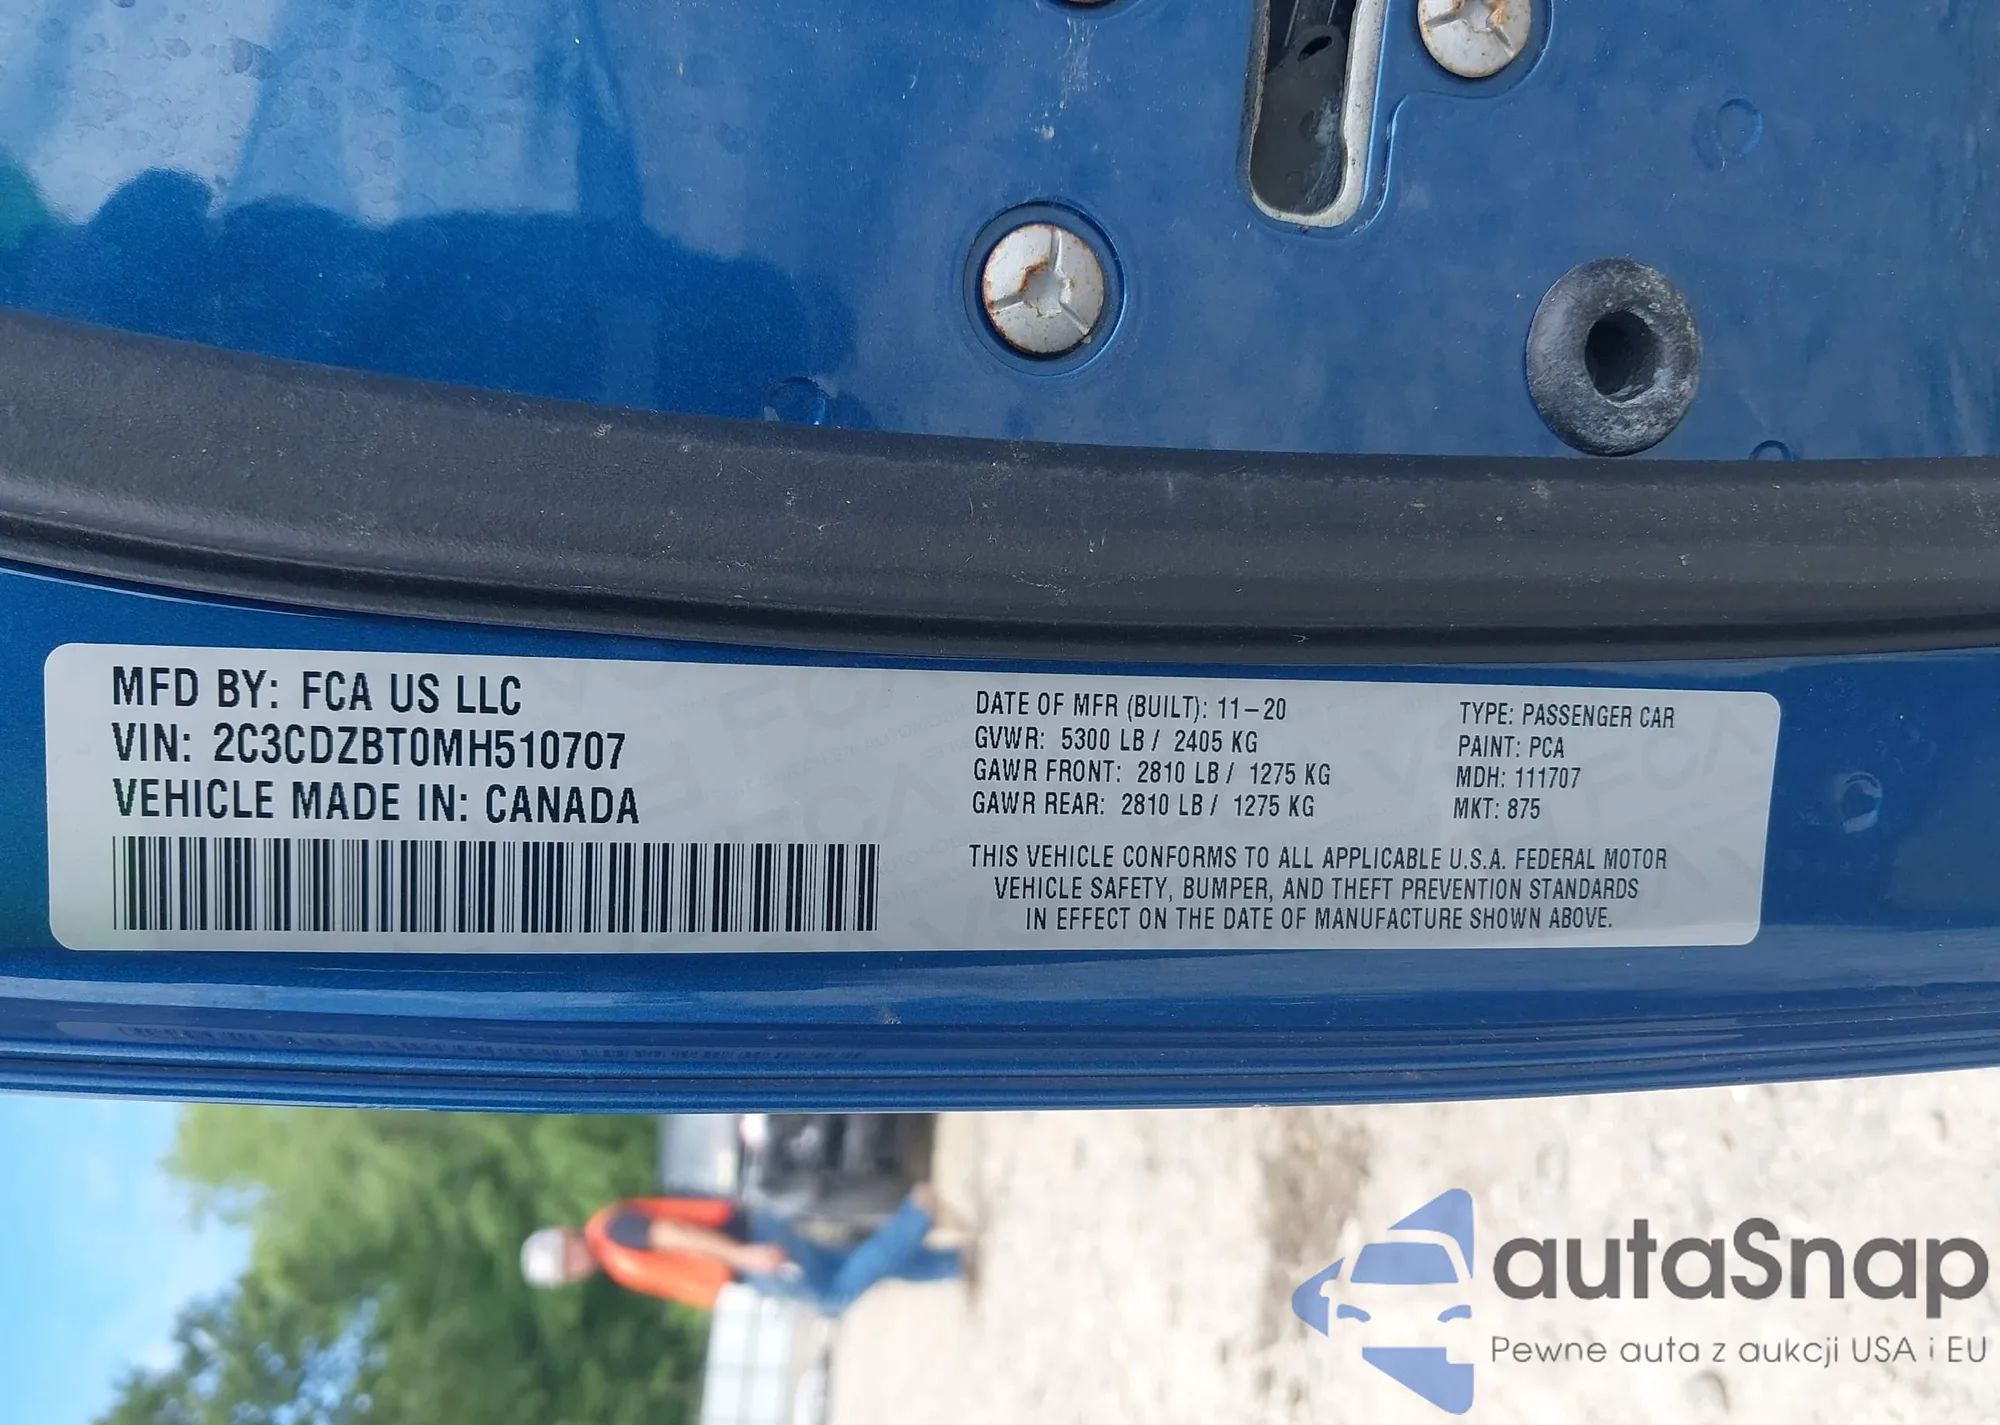 MFD BY: FCA US LLC
VIN: 2C3CDZBT0MH510707
VEHICLE MADE IN: CANADA
DATE OF MFR (BUILT): 11-20
GVWR: 5300 LB / 2405 KG
GAWR FRONT: 2810 LB / 1275 KG
GAWR REAR: 2810 LB / 1275 KG
TYPE: PASSENGER CAR
PAINT: PCA
MDH: 111707
MKT: 875
THIS VEHICLE CONFORMS TO ALL APPLICABLE U.S.A. FEDERAL MOTOR
VEHICLE SAFETY, BUMPER, AND THEFT PREVENTION STANDARDS
IN EFFECT ON THE DATE OF MANUFACTURE SHOWN ABOVE.
autaSnap
Pewne auta z aukcji USA i EU